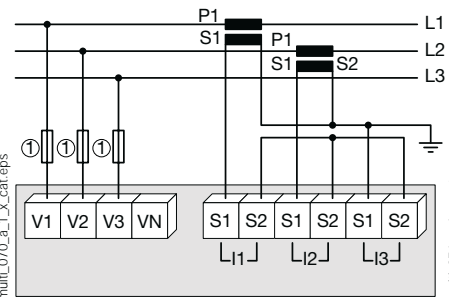 P1 L1
S1 P1 L2
S1 S2
L3
① ① ①
V1 V2 V3 VN S1 S2 S1 S2 S1 S2
I1 I2 I3
multi_070_a_1_x_cat.eps